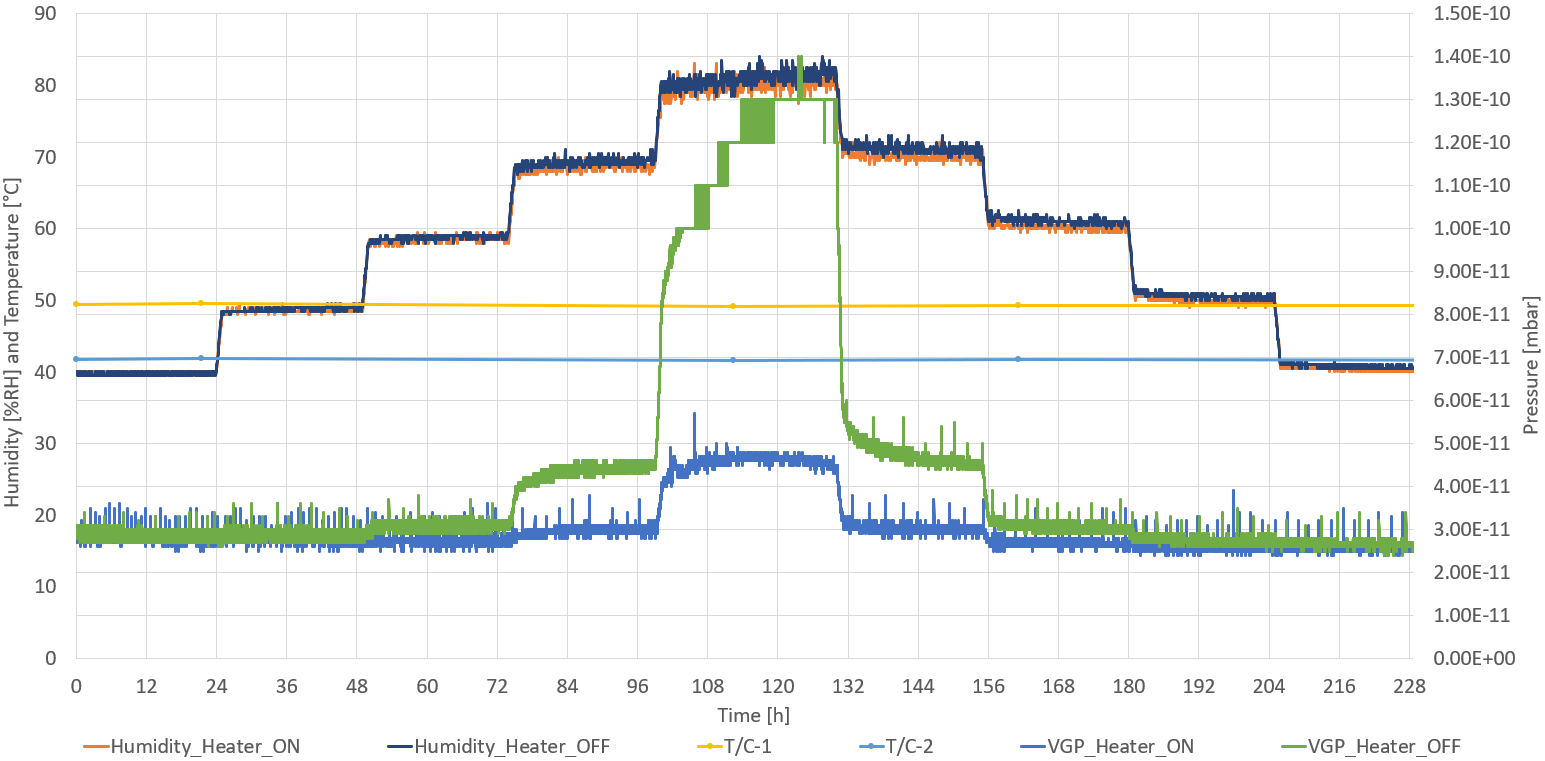 90
80
70
60
50
40
30
20
10
0
Humidity [%RH] and Temperature [°C]
1.50E-10
1.40E-10
1.30E-10
1.20E-10
1.10E-10
1.00E-10
9.00E-11
8.00E-11
7.00E-11
6.00E-11
5.00E-11
4.00E-11
3.00E-11
2.00E-11
1.00E-11
0.00E+00
Pressure [mbar]
0 12 24 36 48 60 72 84 96 108 120 132 144 156 168 180 192 204 216 228
Time [h]
Humidity_Heater_ON Humidity_Heater_OFF T/C-1 T/C-2 VGP_Heater_ON VGP_Heater_OFF